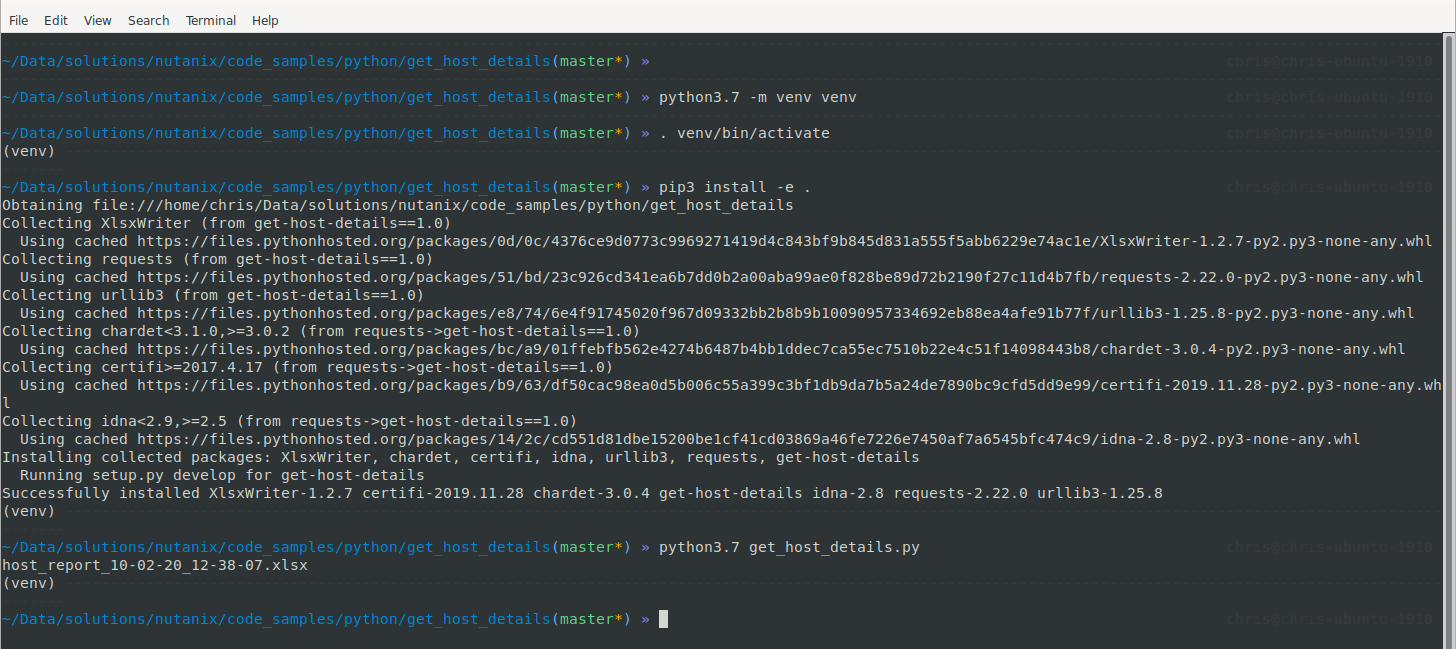 File Edit View Search Terminal Help
~/Data/solutions/nutanix/code_samples/python/get_host_details(master*) » chris@chris-ubuntu-1910
~/Data/solutions/nutanix/code_samples/python/get_host_details(master*) » python3.7 -m venv venv chris@chris-ubuntu-1910
~/Data/solutions/nutanix/code_samples/python/get_host_details(master*) » . venv/bin/activate chris@chris-ubuntu-1910
(venv)
~/Data/solutions/nutanix/code_samples/python/get_host_details(master*) » pip3 install -e . chris@chris-ubuntu-1910
Obtaining file:///home/chris/Data/solutions/nutanix/code_samples/python/get_host_details
Collecting XlsxWriter (from get-host-details==1.0)
  Using cached https://files.pythonhosted.org/packages/0d/0c/4376ce9d0773c9969271419d4c843bf9b845d831a555f5abb6229e74ac1e/XlsxWriter-1.2.7-py2.py3-none-any.whl
Collecting requests (from get-host-details==1.0)
  Using cached https://files.pythonhosted.org/packages/51/bd/23c926cd341ea6b7dd0b2a00aba99ae0f828be89d72b2190f27c11d4b7fb/requests-2.22.0-py2.py3-none-any.whl
Collecting urllib3 (from get-host-details==1.0)
  Using cached https://files.pythonhosted.org/packages/e8/74/6e4f91745020f967d09332bb2b8b9b10090957334692eb88ea4afe91b77f/urllib3-1.25.8-py2.py3-none-any.whl
Collecting chardet<3.1.0,>=3.0.2 (from requests->get-host-details==1.0)
  Using cached https://files.pythonhosted.org/packages/bc/a9/01ffebfb562e4274b6487b4bb1ddec7ca55ec7510b22e4c51f14098443b8/chardet-3.0.4-py2.py3-none-any.whl
Collecting certifi>=2017.4.17 (from requests->get-host-details==1.0)
  Using cached https://files.pythonhosted.org/packages/b9/63/df50cac98ea0d5b006c55a399c3bf1db9da7b5a24de7890bc9cfd5dd9e99/certifi-2019.11.28-py2.py3-none-any.wh
l
Collecting idna<2.9,>=2.5 (from requests->get-host-details==1.0)
  Using cached https://files.pythonhosted.org/packages/14/2c/cd551d81dbe15200be1cf41cd03869a46fe7226e7450af7a6545bfc474c9/idna-2.8-py2.py3-none-any.whl
Installing collected packages: XlsxWriter, chardet, certifi, idna, urllib3, requests, get-host-details
  Running setup.py develop for get-host-details
Successfully installed XlsxWriter-1.2.7 certifi-2019.11.28 chardet-3.0.4 get-host-details idna-2.8 requests-2.22.0 urllib3-1.25.8
(venv)
~/Data/solutions/nutanix/code_samples/python/get_host_details(master*) » python3.7 get_host_details.py chris@chris-ubuntu-1910
host_report_10-02-20_12-38-07.xlsx
(venv)
~/Data/solutions/nutanix/code_samples/python/get_host_details(master*) » chris@chris-ubuntu-1910